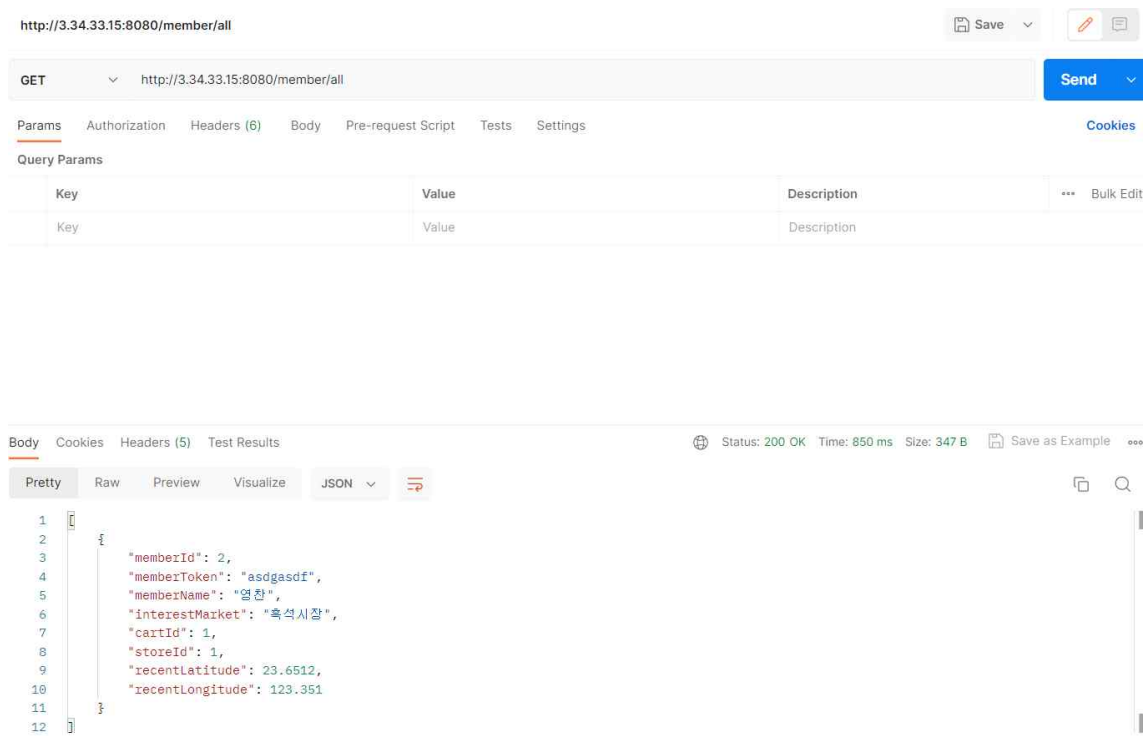 http://3.34.33.15:8080/member/all
Save
GET http://3.34.33.15:8080/member/all Send
Params Authorization Headers (6) Body Pre-request Script Tests Settings Cookies
Query Params
Key Value Description Bulk Edit
Key Value Description
Body Cookies Headers (5) Test Results Status: 200 OK Time: 850 ms Size: 347 B Save as Example
Pretty Raw Preview Visualize JSON
1 [
2 {
3 "memberId": 2,
4 "memberToken": "asdgasdf",
5 "memberName": "영찬",
6 "interestMarket": "흑석시장",
7 "cartId": 1,
8 "storeId": 1,
9 "recentLatitude": 23.6512,
10 "recentLongitude": 123.351
11 }
12 ]